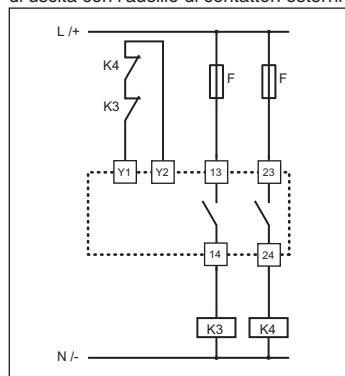 di uscita con l'ausilio di contattori esterni
L /+
K4
F
F
K3
Y1 Y2 13 23
14 24
K3 K4
N /-